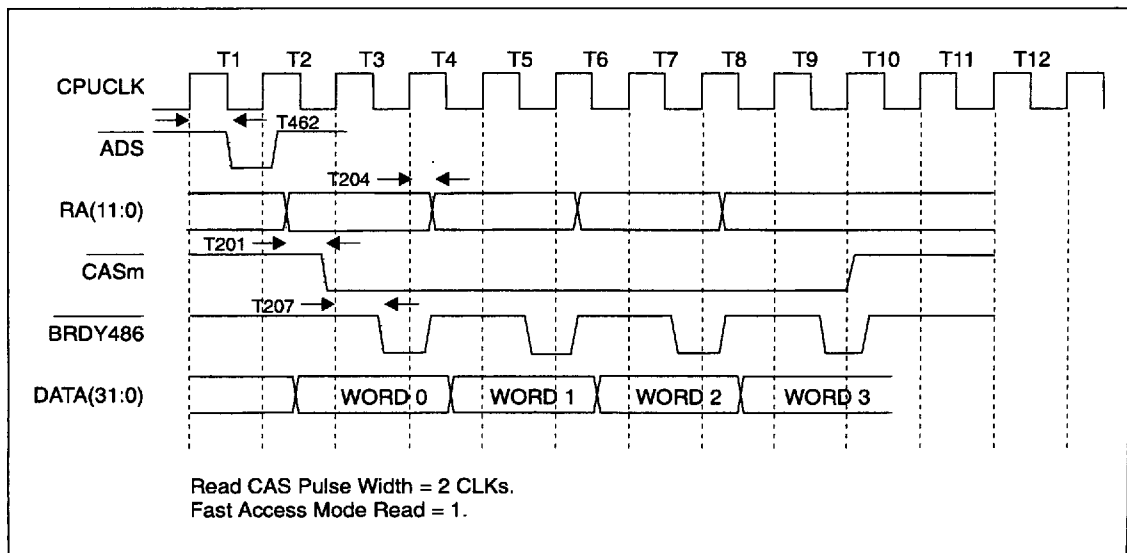 T1 T2 T3 T4 T5 T6 T7 T8 T9 T10 T11 T12
CPUCLK
T462
ADS
T204
RA(11:0)
T201
CASm
T207
BRDY486
DATA(31:0) WORD 0 WORD 1 WORD 2 WORD 3
Read CAS Pulse Width = 2 CLKs.
Fast Access Mode Read = 1.